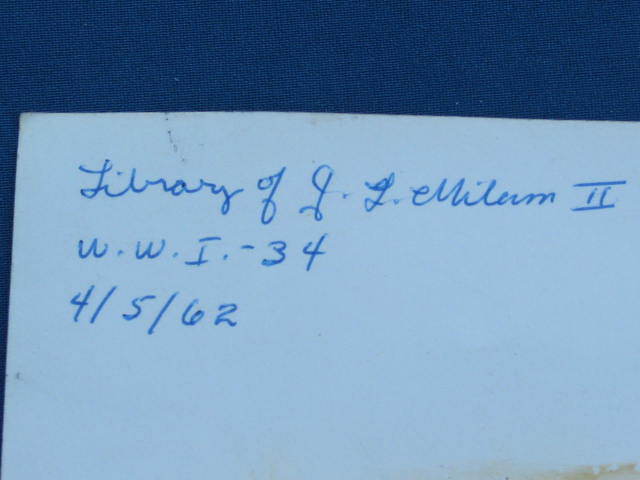 Library of J. L. Milam II
W.W.I.-34
4/5/62